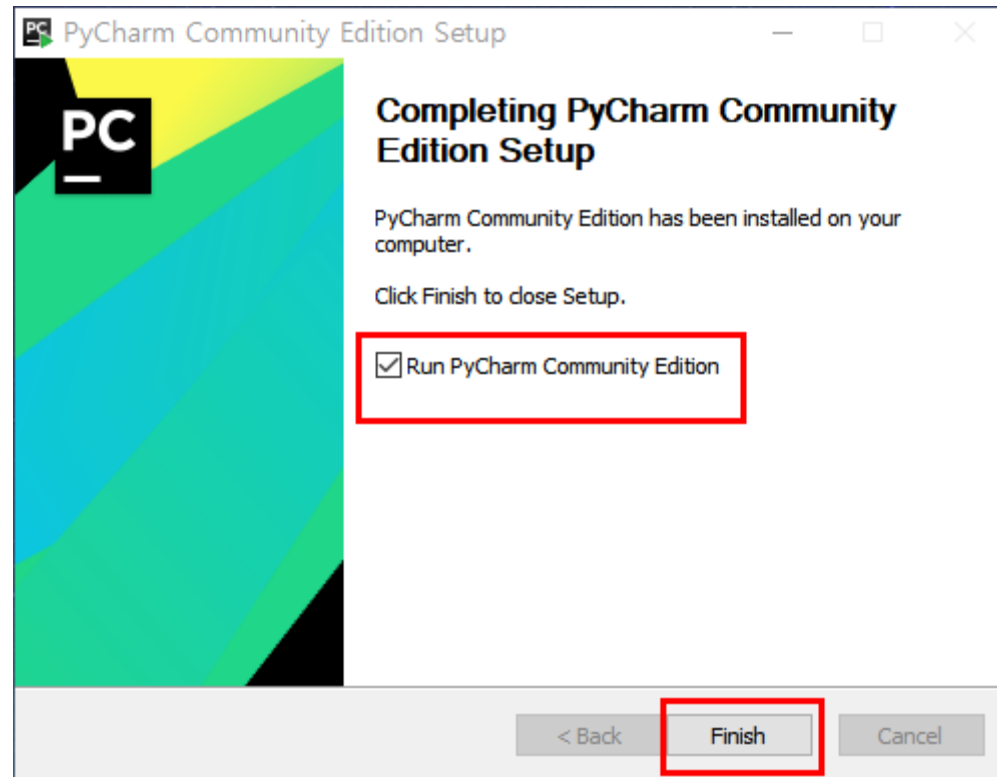 PyCharm Community Edition Setup
PC
Completing PyCharm Community
Edition Setup
PyCharm Community Edition has been installed on your
computer.
Click Finish to close Setup.
Run PyCharm Community Edition
< Back Finish Cancel